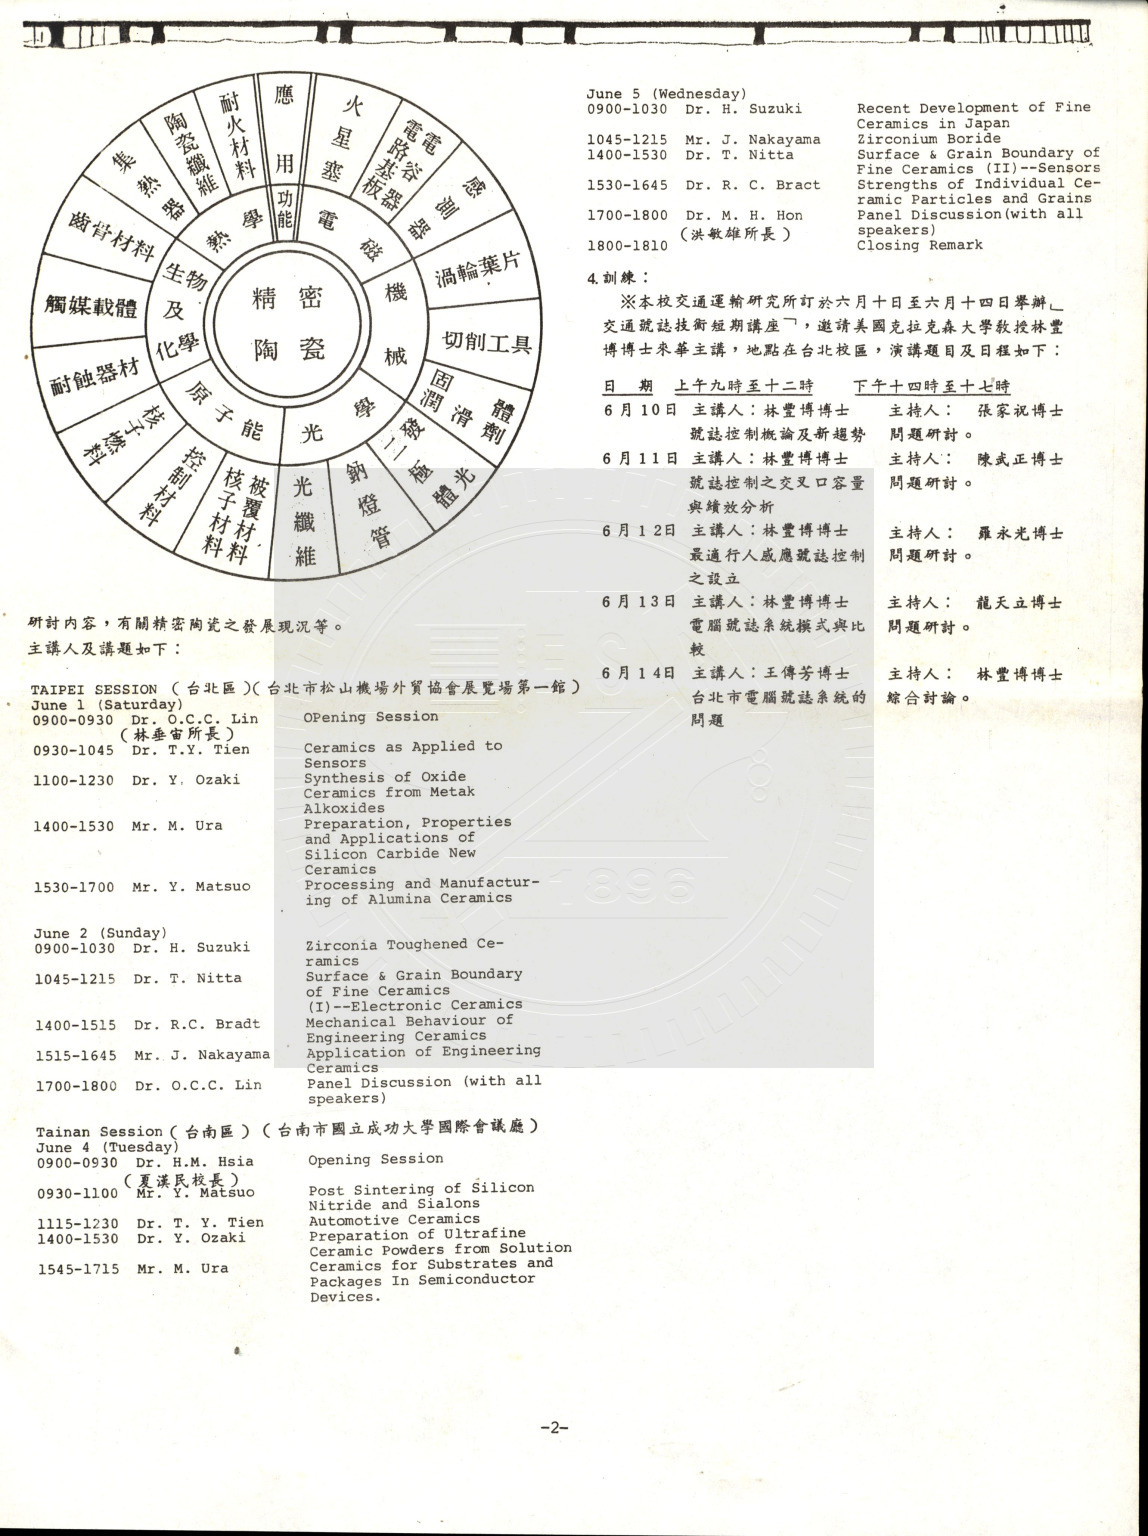 精密
陶瓷
功能
應用
電磁
火星塞
電容器
電路基板
感測器
機械
渦輪葉片
切削工具
固體
潤滑劑
光學
發光
二極體
鈉燈管
光纖維
原子能
被覆材料
核子材料
控制材料
核子燃料
生物
及
化學
耐蝕器材
觸媒載體
齒骨材料
熱學
集熱器
陶瓷纖維
耐火材料
研討內容，有關精密陶瓷之發展現況等。
主講人及講題如下：
TAIPEI SESSION (台北區)(台北市松山機場外貿協會展覽場第一館)
June 1 (Saturday)
0900-0930 Dr. O.C.C. Lin OPening Session
(林垂宙所長)
0930-1045 Dr. T.Y. Tien Ceramics as Applied to
Sensors
1100-1230 Dr. Y. Ozaki Synthesis of Oxide
Ceramics from Metak
Alkoxides
1400-1530 Mr. M. Ura Preparation, Properties
and Applications of
Silicon Carbide New
Ceramics
1530-1700 Mr. Y. Matsuo Processing and Manufactur-
ing of Alumina Ceramics
June 2 (Sunday)
0900-1030 Dr. H. Suzuki Zirconia Toughened Ce-
ramics
1045-1215 Dr. T. Nitta Surface & Grain Boundary
of Fine Ceramics
(I)--Electronic Ceramics
1400-1515 Dr. R.C. Bradt Mechanical Behaviour of
Engineering Ceramics
1515-1645 Mr. J. Nakayama Application of Engineering
Ceramics
1700-1800 Dr. O.C.C. Lin Panel Discussion (with all
speakers)
Tainan Session (台南區) (台南市國立成功大學國際會議廳)
June 4 (Tuesday)
0900-0930 Dr. H.M. Hsia Opening Session
(夏漢民校長)
0930-1100 Mr. Y. Matsuo Post Sintering of Silicon
Nitride and Sialons
1115-1230 Dr. T. Y. Tien Automotive Ceramics
1400-1530 Dr. Y. Ozaki Preparation of Ultrafine
Ceramic Powders from Solution
1545-1715 Mr. M. Ura Ceramics for Substrates and
Packages In Semiconductor
Devices.
June 5 (Wednesday)
0900-1030 Dr. H. Suzuki Recent Development of Fine
Ceramics in Japan
1045-1215 Mr. J. Nakayama Zirconium Boride
1400-1530 Dr. T. Nitta Surface & Grain Boundary of
Fine Ceramics (II)--Sensors
1530-1645 Dr. R. C. Bract Strengths of Individual Ce-
ramic Particles and Grains
1700-1800 Dr. M. H. Hon Panel Discussion(with all
(洪敏雄所長) speakers)
1800-1810 Closing Remark
4.訓練：
※本校交通運輸研究所訂於六月十日至六月十四日舉辦﹂
交通號誌技術短期講座﹁，邀請美國克拉克森大學教授林豐
博博士來華主講，地點在台北校區，演講題目及日程如下：
日期 上午九時至十二時 下午十四時至十七時
6月10日 主講人：林豐博博士 主持人： 張家祝博士
號誌控制概論及新趨勢 問題研討。
6月11日 主講人：林豐博博士 主持人： 陳武正博士
號誌控制之交叉口容量 問題研討。
與績效分析
6月12日 主講人：林豐博博士 主持人： 羅永光博士
最適行人感應號誌控制 問題研討。
之設立
6月13日 主講人：林豐博博士 主持人： 龍天立博士
電腦號誌系統模式與比 問題研討。
較
6月14日 主講人：王傳芳博士 主持人： 林豐博博士
台北市電腦號誌系統的 綜合討論。
問題
1896
-2-